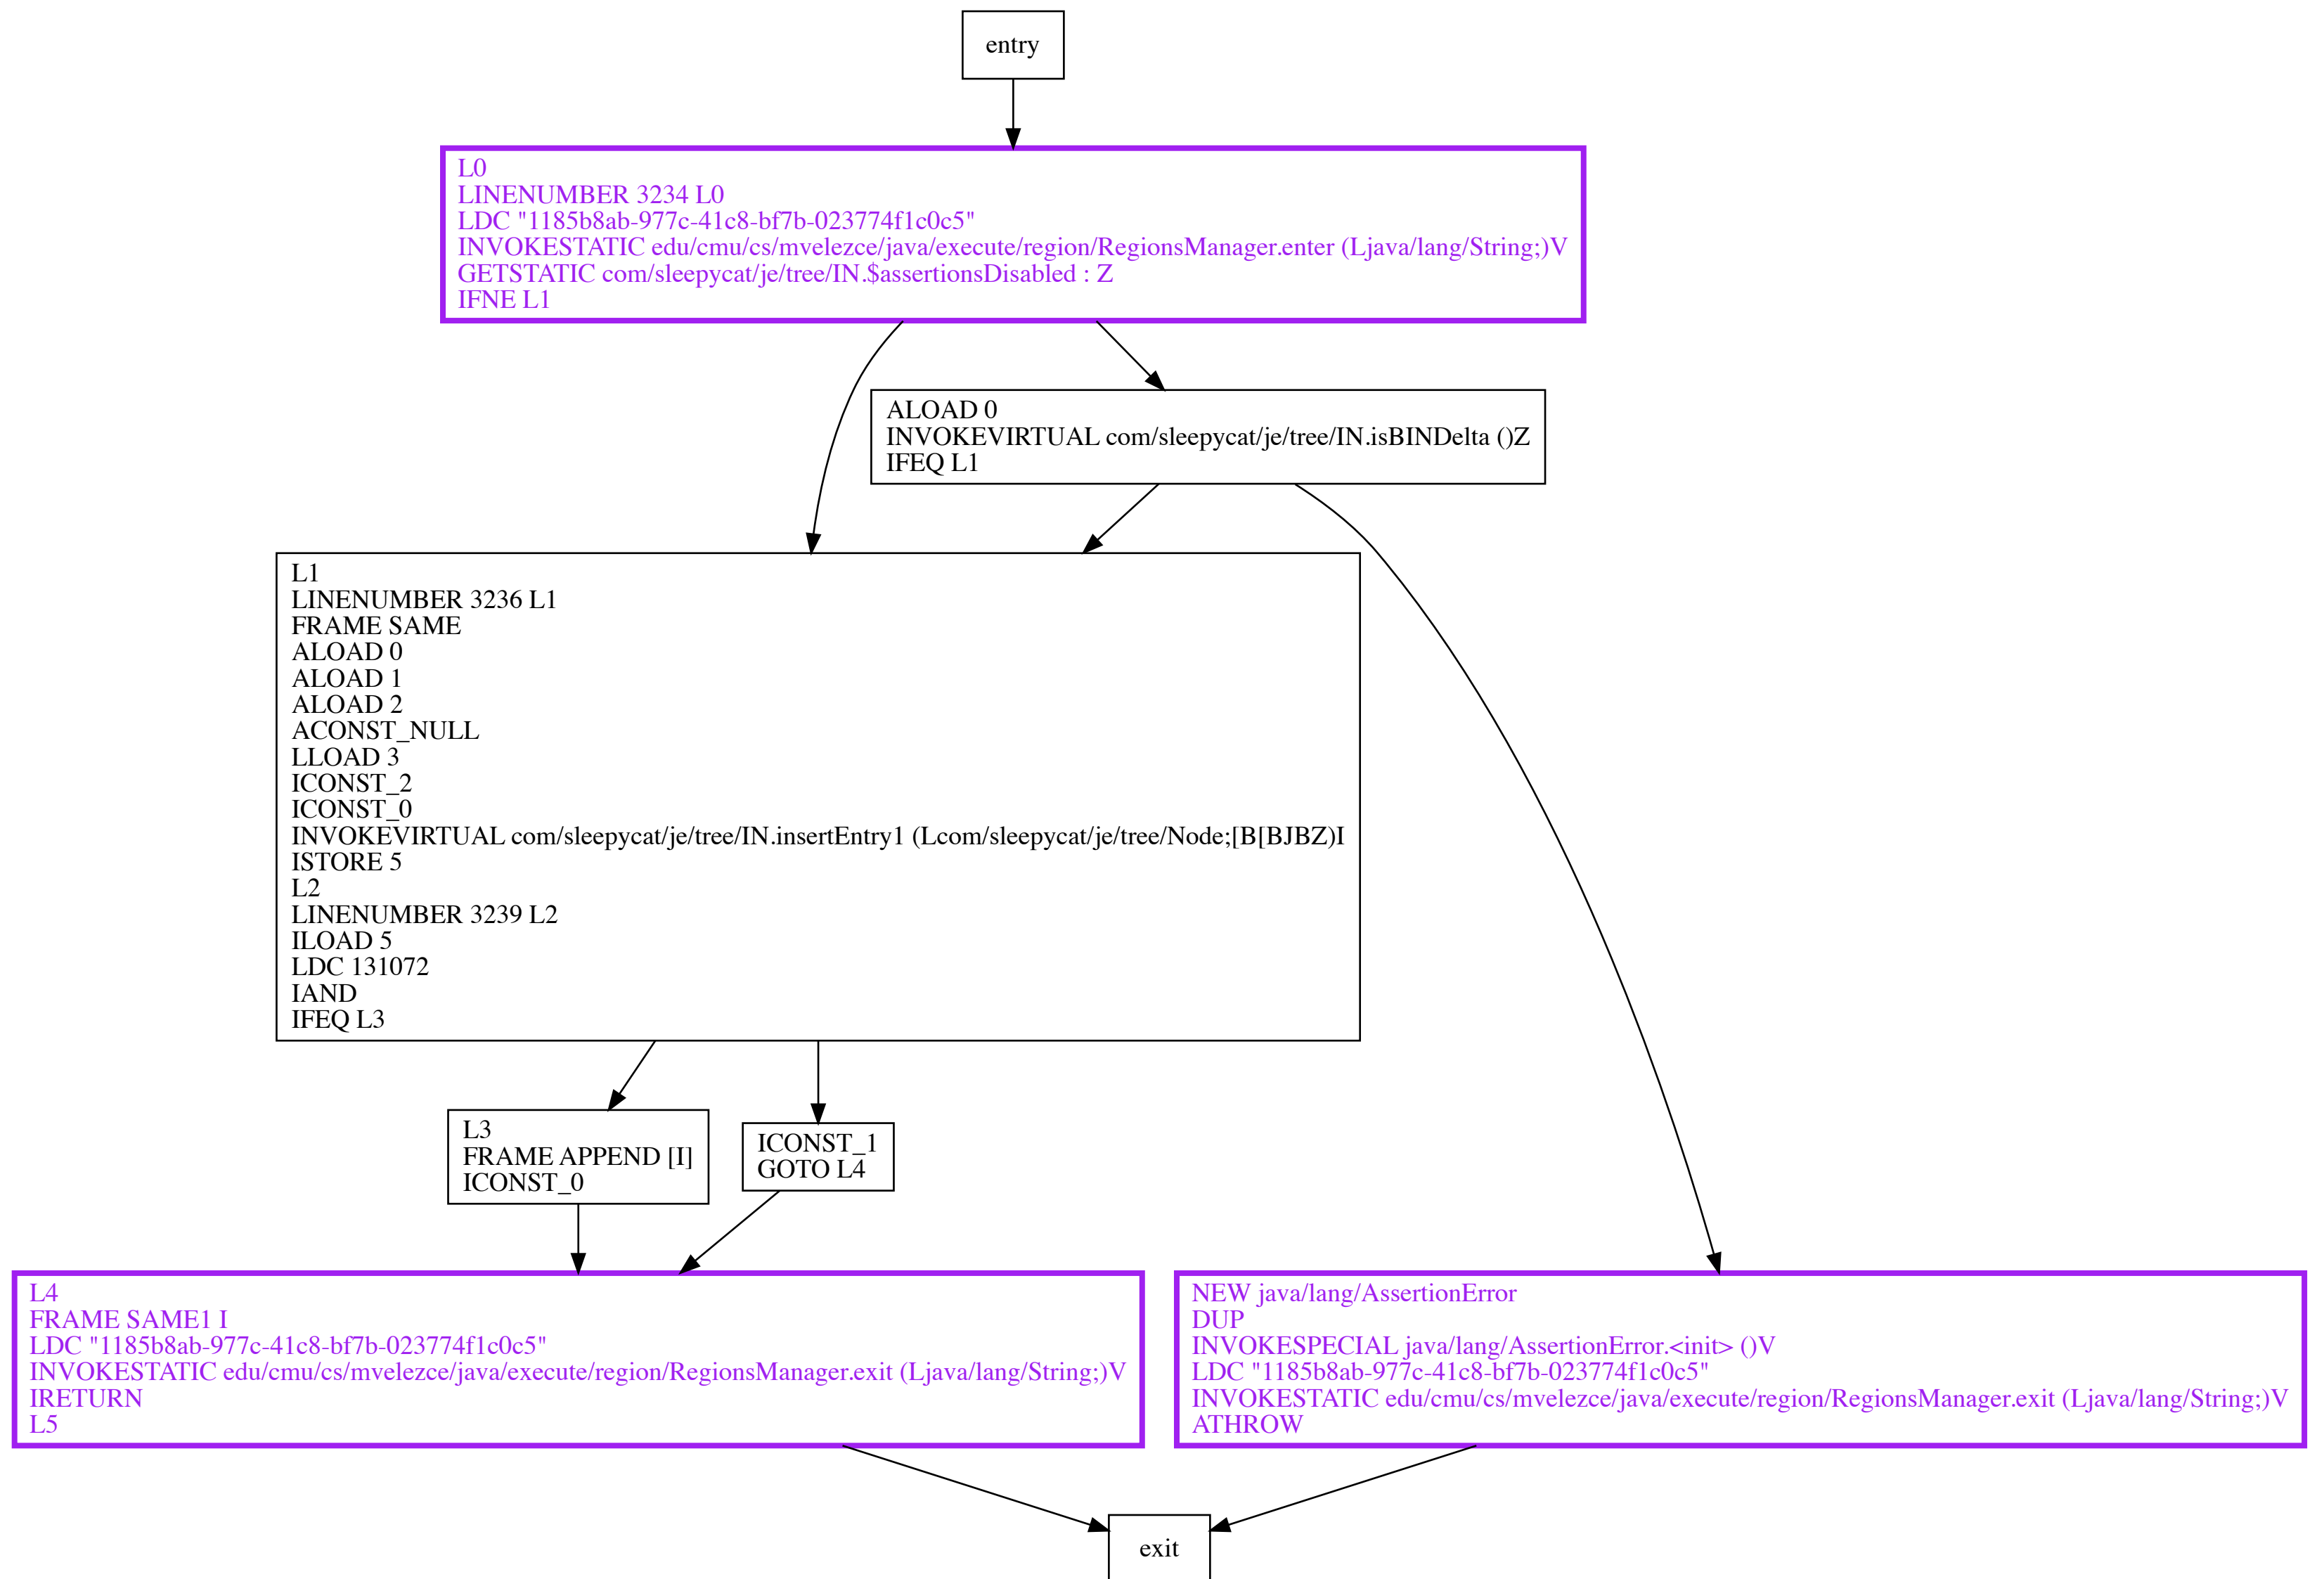 entry
L0
LINENUMBER 3234 L0
LDC "1185b8ab-977c-41c8-bf7b-023774f1c0c5"
INVOKESTATIC edu/cmu/cs/mvelezce/java/execute/region/RegionsManager.enter (Ljava/lang/String;)V
GETSTATIC com/sleepycat/je/tree/IN.$assertionsDisabled : Z
IFNE L1
ALOAD 0
INVOKEVIRTUAL com/sleepycat/je/tree/IN.isBINDelta ()Z
IFEQ L1
L1
LINENUMBER 3236 L1
FRAME SAME
ALOAD 0
ALOAD 1
ALOAD 2
ACONST_NULL
LLOAD 3
ICONST_2
ICONST_0
INVOKEVIRTUAL com/sleepycat/je/tree/IN.insertEntry1 (Lcom/sleepycat/je/tree/Node;[B[BJBZ)I
ISTORE 5
L2
LINENUMBER 3239 L2
ILOAD 5
LDC 131072
IAND
IFEQ L3
L3
FRAME APPEND [I]
ICONST_0
ICONST_1
GOTO L4
L4
FRAME SAME1 I
LDC "1185b8ab-977c-41c8-bf7b-023774f1c0c5"
INVOKESTATIC edu/cmu/cs/mvelezce/java/execute/region/RegionsManager.exit (Ljava/lang/String;)V
IRETURN
L5
NEW java/lang/AssertionError
DUP
INVOKESPECIAL java/lang/AssertionError.<init> ()V
LDC "1185b8ab-977c-41c8-bf7b-023774f1c0c5"
INVOKESTATIC edu/cmu/cs/mvelezce/java/execute/region/RegionsManager.exit (Ljava/lang/String;)V
ATHROW
exit